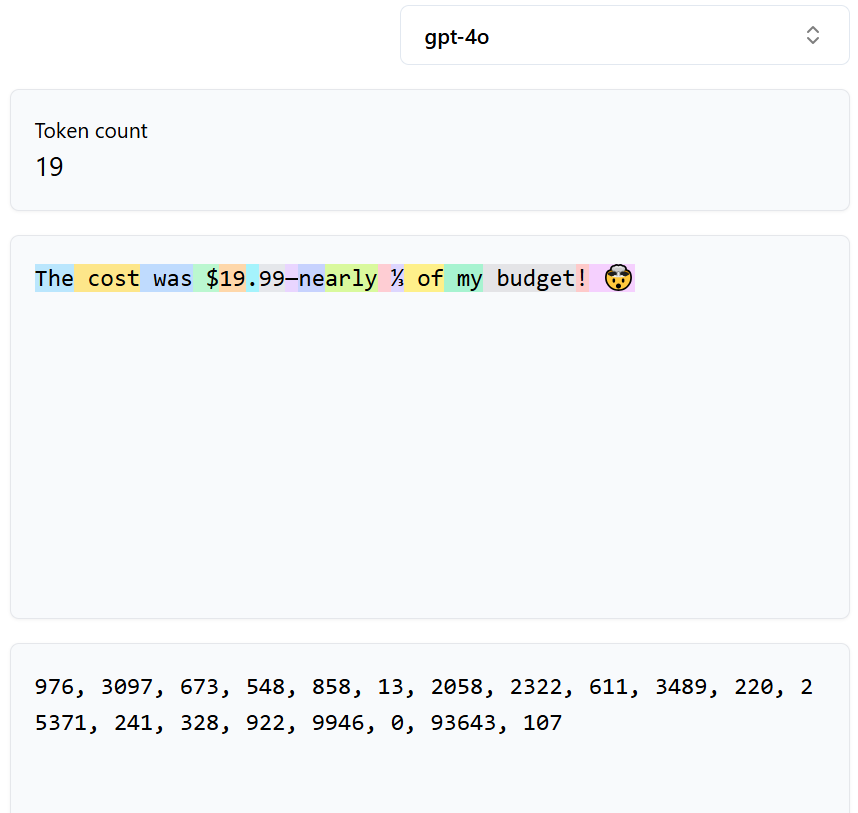 gpt-4o
Token count
19
The cost was $19.99—nearly ⅓ of my budget! 🤯
976, 3097, 673, 548, 858, 13, 2058, 2322, 611, 3489, 220, 2
5371, 241, 328, 922, 9946, 0, 93643, 107